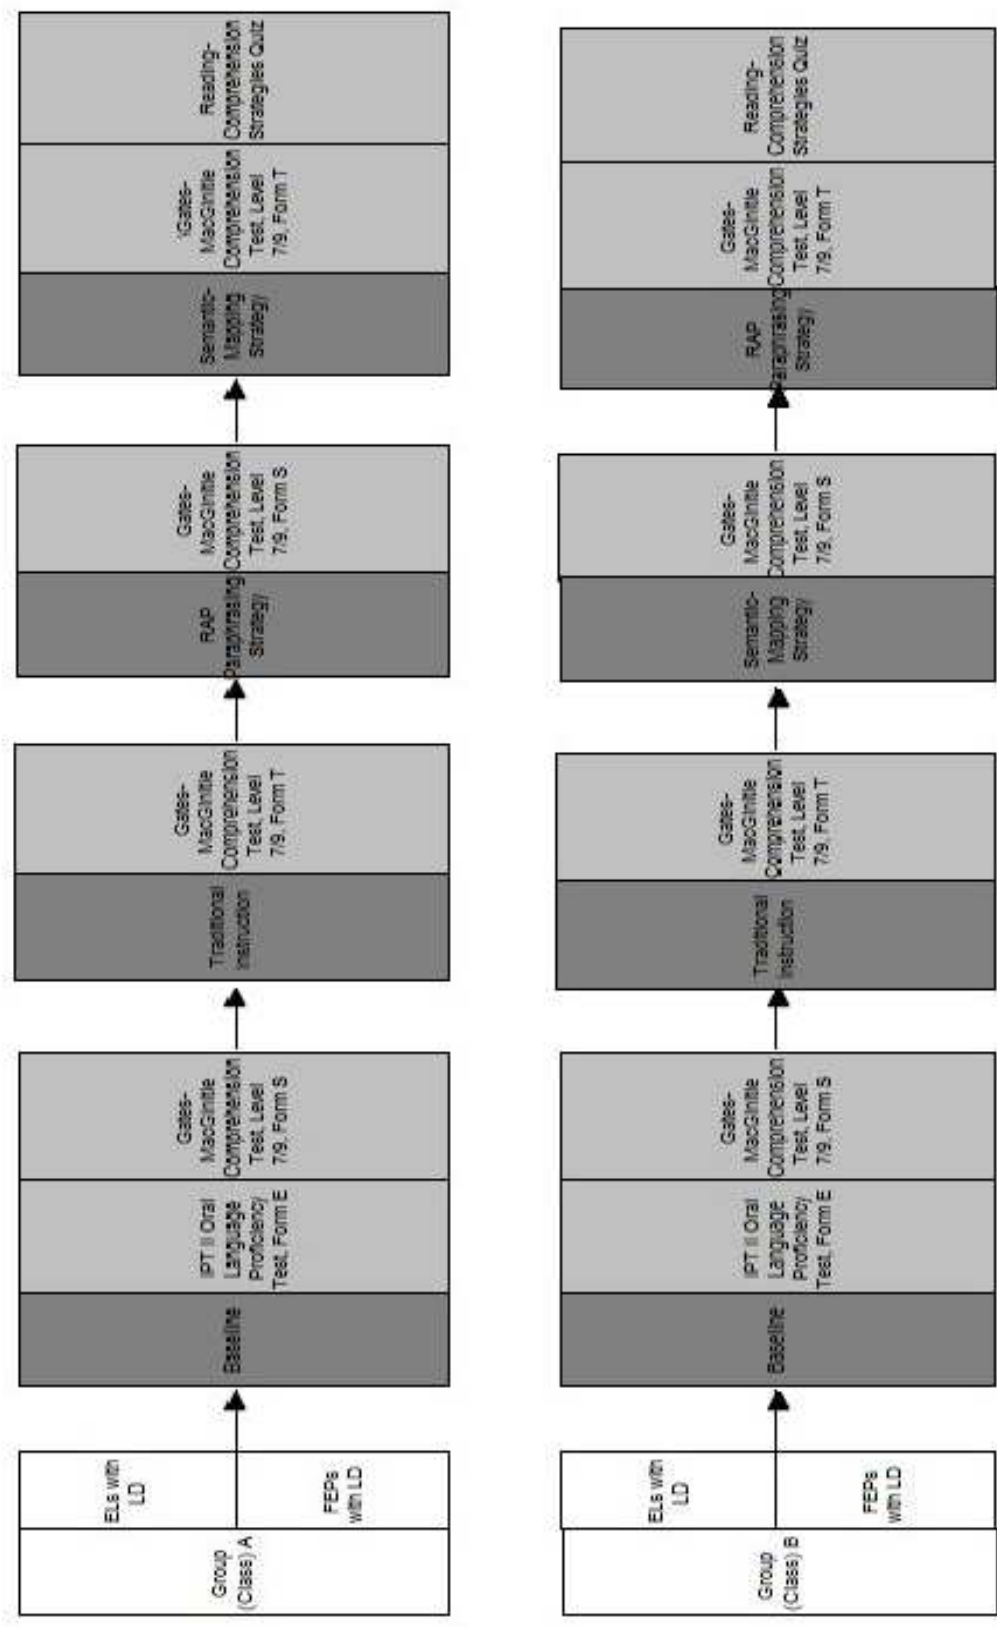 Group
(Class) A
ELs with
LD
FEPs
with LD
Baseline
IPT II Oral
Language
Proficiency
Test, Form E
Gates-
MacGinitie
Comprehension
Test, Level
7/9, Form S
Traditional
Instruction
Gates-
MacGinitie
Comprehension
Test, Level
7/9, Form T
RAP
Paraphrasing
Strategy
Gates-
MacGinitie
Comprehension
Test, Level
7/9, Form S
Semantic-
Mapping
Strategy
\Gates-
MacGinitie
Comprehension
Test, Level
7/9, Form T
Reading-
Comprehension
Strategies Quiz
Group
(Class) B
ELs with
LD
FEPs
with LD
Baseline
IPT II Oral
Language
Proficiency
Test, Form E
Gates-
MacGinitie
Comprehension
Test, Level
7/9, Form S
Traditional
Instruction
Gates-
MacGinitie
Comprehension
Test, Level
7/9, Form T
Semantic-
Mapping
Strategy
Gates-
MacGinitie
Comprehension
Test, Level
7/9, Form S
RAP
Paraphrasing
Strategy
Gates-
MacGinitie
Comprehension
Test, Level
7/9, Form T
Reading-
Comprehension
Strategies Quiz